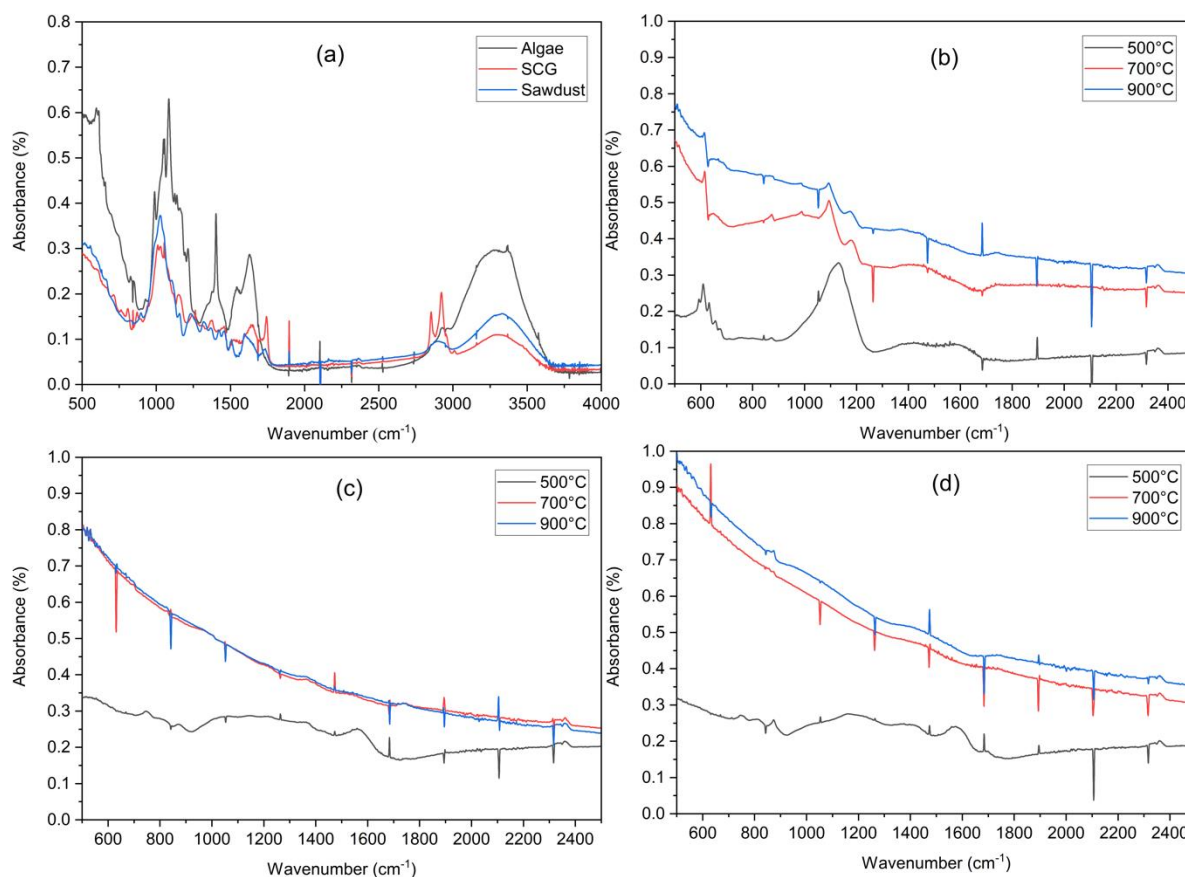 (a)
Algae
SCG
Sawdust
0.8
0.7
0.6
0.5
0.4
0.3
0.2
0.1
0.0
Absorbance (%)
500 1000 1500 2000 2500 3000 3500 4000
Wavenumber (cm⁻¹)
(b)
500°C
700°C
900°C
1.0
0.9
0.8
0.7
0.6
0.5
0.4
0.3
0.2
0.1
0.0
Absorbance (%)
600 800 1000 1200 1400 1600 1800 2000 2200 2400
Wavenumber (cm⁻¹)
(c)
500°C
700°C
900°C
1.0
0.9
0.8
0.7
0.6
0.5
0.4
0.3
0.2
0.1
0.0
Absorbance (%)
600 800 1000 1200 1400 1600 1800 2000 2200 2400
Wavenumber (cm⁻¹)
(d)
500°C
700°C
900°C
1.0
0.9
0.8
0.7
0.6
0.5
0.4
0.3
0.2
0.1
0.0
Absorbance (%)
600 800 1000 1200 1400 1600 1800 2000 2200 2400
Wavenumber (cm⁻¹)